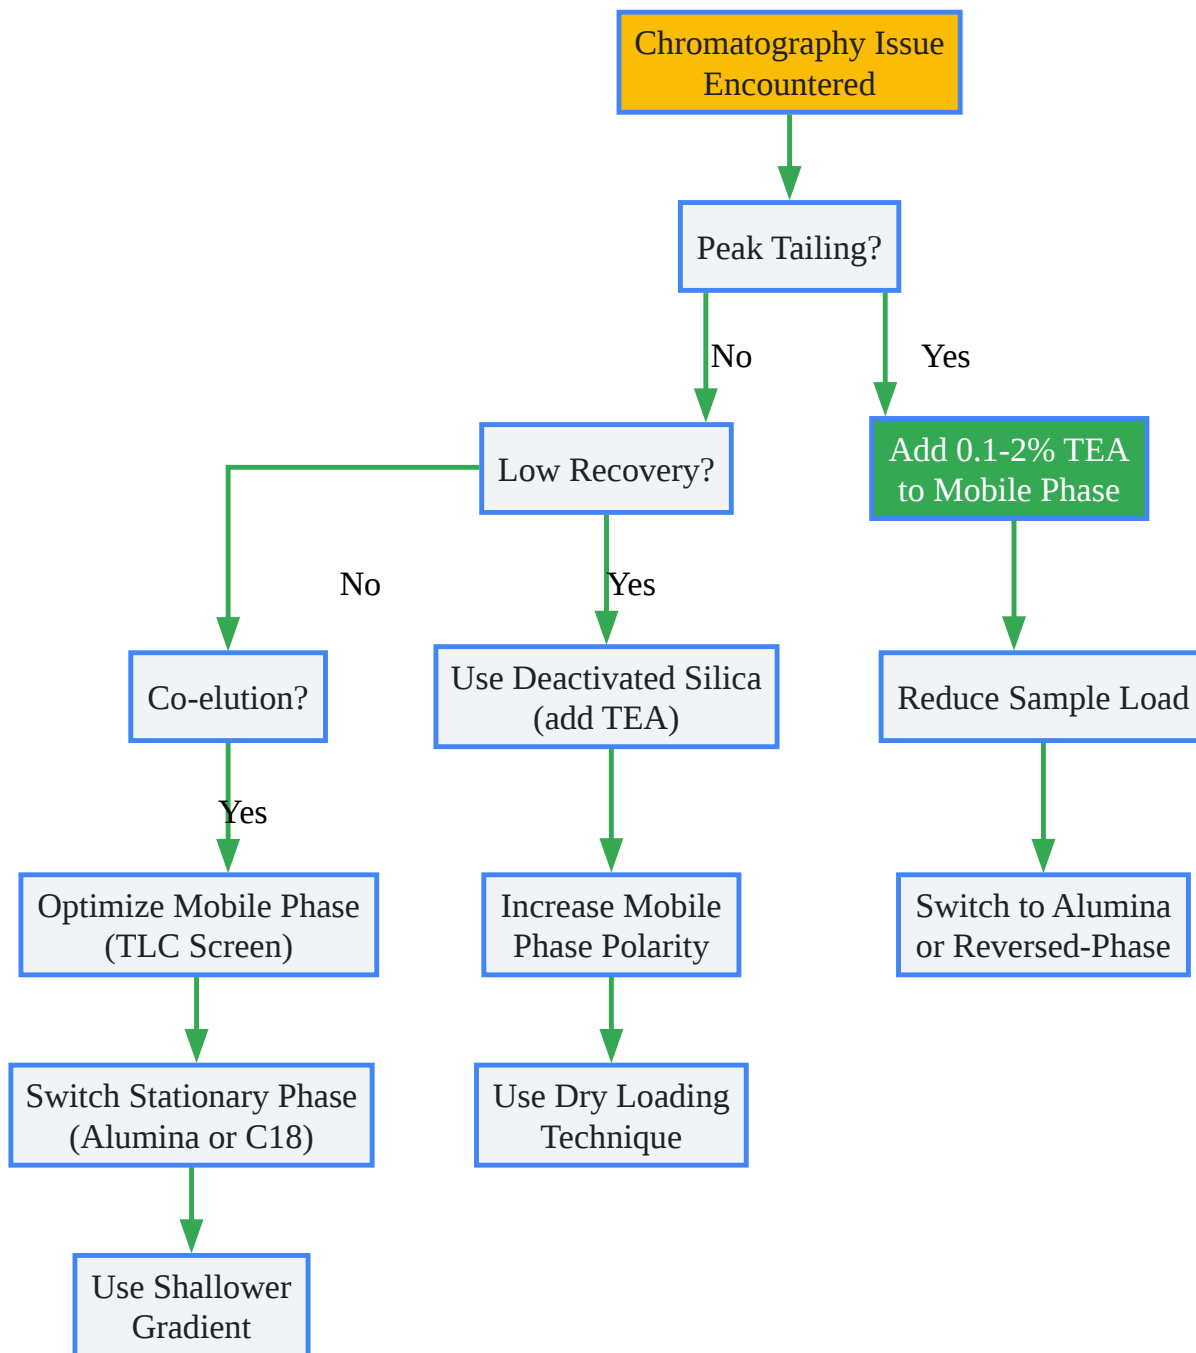 Chromatography Issue
Encountered
Peak Tailing?
No
Yes
Low Recovery?
Add 0.1-2% TEA
to Mobile Phase
No
Yes
Co-elution?
Use Deactivated Silica
(add TEA)
Reduce Sample Load
Yes
Optimize Mobile Phase
(TLC Screen)
Increase Mobile
Phase Polarity
Switch to Alumina
or Reversed-Phase
Switch Stationary Phase
(Alumina or C18)
Use Dry Loading
Technique
Use Shallower
Gradient